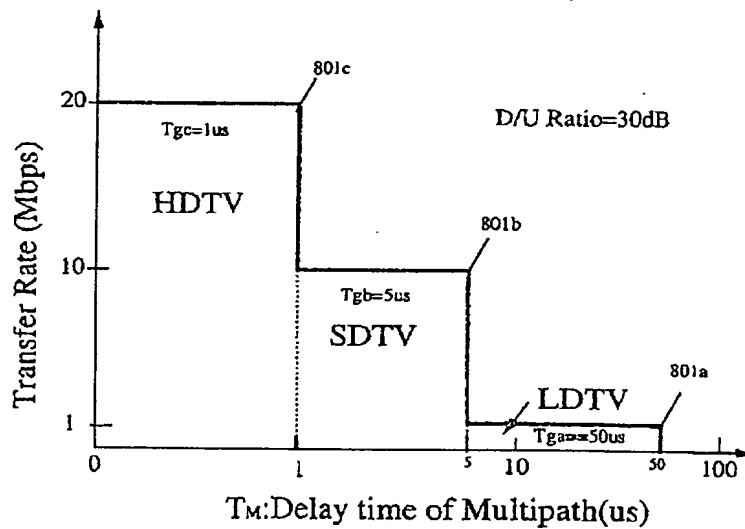 801c
20
Tgc=1us
D/U Ratio=30dB
HDTV
801b
10
Tgb=5us
SDTV
801a
LDTV
1
Tga=50us
0
1
5
10
50
100
Transfer Rate (Mbps)
TM:Delay time of Multipath(us)